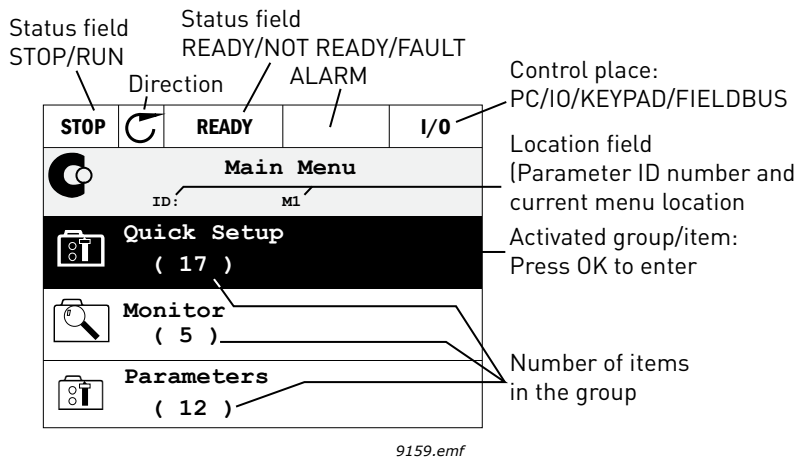 Status field
STOP/RUN
Status field
READY/NOT READY/FAULT
Direction
ALARM
Control place:
PC/IO/KEYPAD/FIELDBUS
STOP
READY
I/O
Main Menu
ID:
M1
Location field
(Parameter ID number and
current menu location
Quick Setup
( 17 )
Activated group/item:
Press OK to enter
Monitor
( 5 )
Parameters
( 12 )
Number of items
in the group
9159.emf